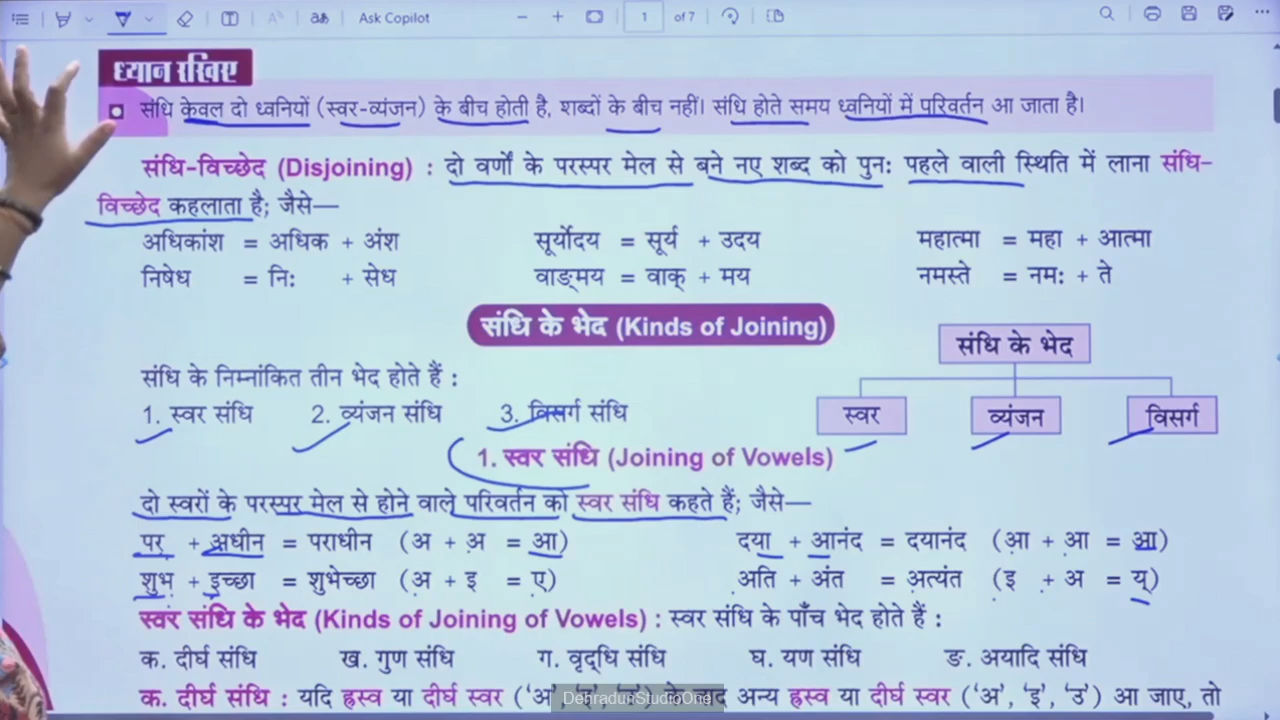 Ask Copilot
1 of 7
ध्यान रखिए
संधि केवल दो ध्वनियों (स्वर-व्यंजन) के बीच होती है, शब्दों के बीच नहीं। संधि होते समय ध्वनियों में परिवर्तन आ जाता है।
संधि-विच्छेद (Disjoining) : दो वर्णों के परस्पर मेल से बने नए शब्द को पुनः पहले वाली स्थिति में लाना संधि-
विच्छेद कहलाता है; जैसे—
अधिकांश = अधिक + अंश सूर्योदय = सूर्य + उदय महात्मा = महा + आत्मा
निषेध = निः + सेध वाङ्मय = वाक् + मय नमस्ते = नमः + ते
संधि के भेद (Kinds of Joining)
संधि के भेद
संधि के निम्नांकित तीन भेद होते हैं :
1. स्वर संधि 2. व्यंजन संधि 3. विसर्ग संधि
स्वर व्यंजन विसर्ग
1. स्वर संधि (Joining of Vowels)
दो स्वरों के परस्पर मेल से होने वाले परिवर्तन को स्वर संधि कहते हैं; जैसे—
पर + अधीन = पराधीन (अ + अ = आ) दया + आनंद = दयानंद (आ + आ = आ)
शुभ + इच्छा = शुभेच्छा (अ + इ = ए) अति + अंत = अत्यंत (इ + अ = य्)
स्वर संधि के भेद (Kinds of Joining of Vowels) : स्वर संधि के पाँच भेद होते हैं :
क. दीर्घ संधि ख. गुण संधि ग. वृद्धि संधि घ. यण संधि ङ. अयादि संधि
क. दीर्घ संधि : यदि ह्रस्व या दीर्घ स्वर ('अ', अन्य ह्रस्व या दीर्घ स्वर ('अ', 'इ', 'उ') आ जाए, तो
DehradunStudioOne